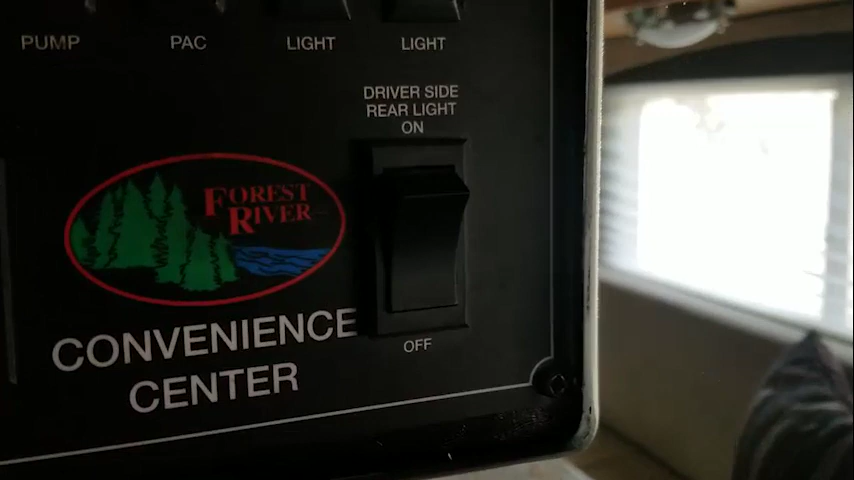 PUMP
PAC
LIGHT
LIGHT
DRIVER SIDE
REAR LIGHT
ON
FOREST
RIVER
CONVENIENCE
CENTER
OFF